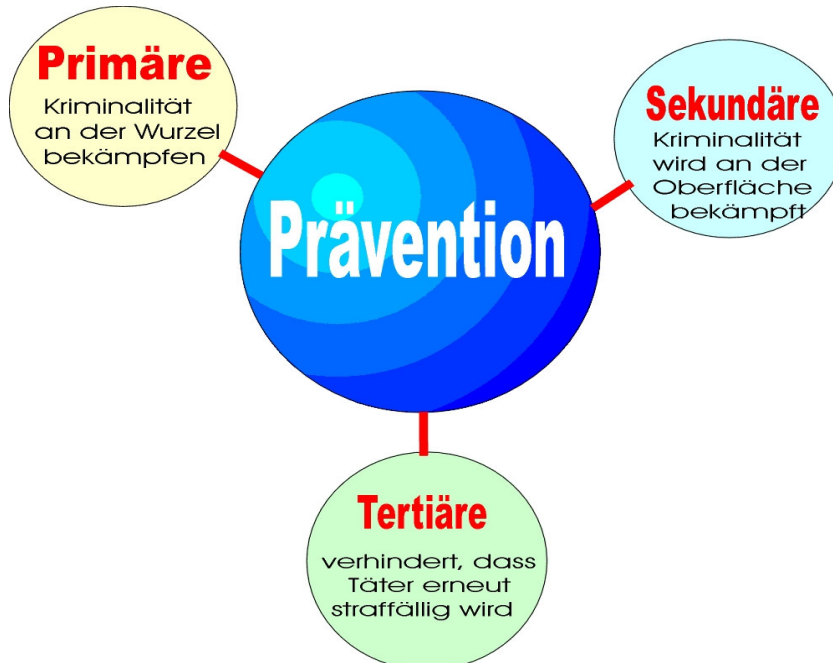 Primäre
Kriminalität
an der Wurzel
bekämpfen
Sekundäre
Kriminalität
wird an der
Oberfläche
bekämpft
Prävention
Tertiäre
verhindert, dass
Täter erneut
straffällig wird